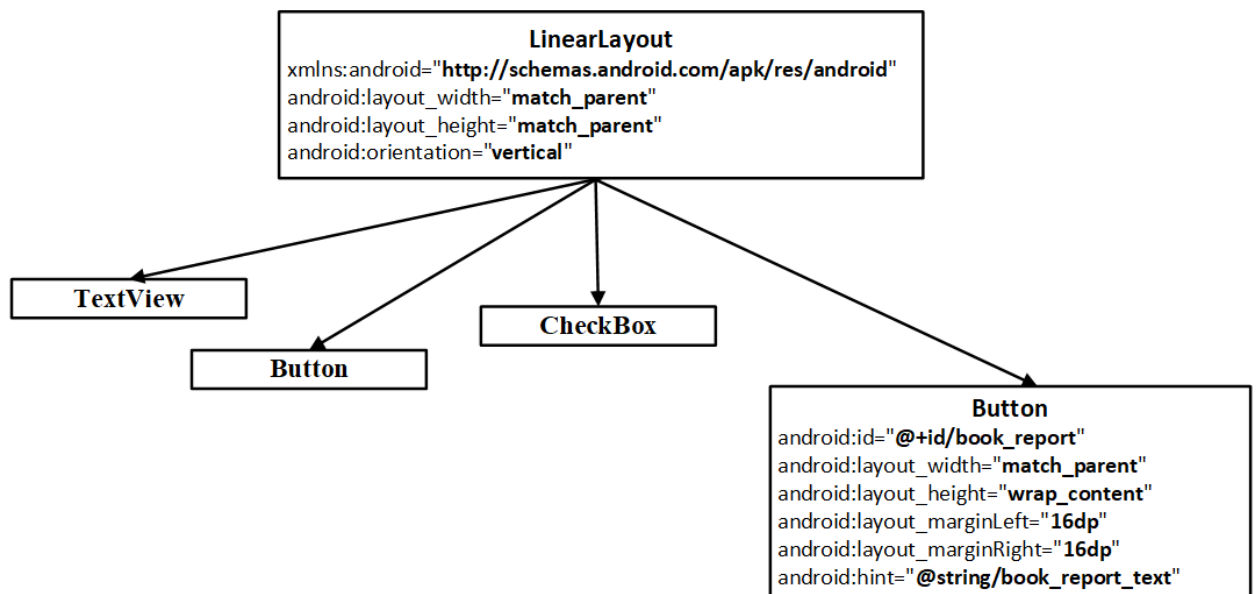 LinearLayout
xmlns:android="http://schemas.android.com/apk/res/android"
android:layout_width="match_parent"
android:layout_height="match_parent"
android:orientation="vertical"
TextView
Button
CheckBox
Button
android:id="@+id/book_report"
android:layout_width="match_parent"
android:layout_height="wrap_content"
android:layout_marginLeft="16dp"
android:layout_marginRight="16dp"
android:hint="@string/book_report_text"